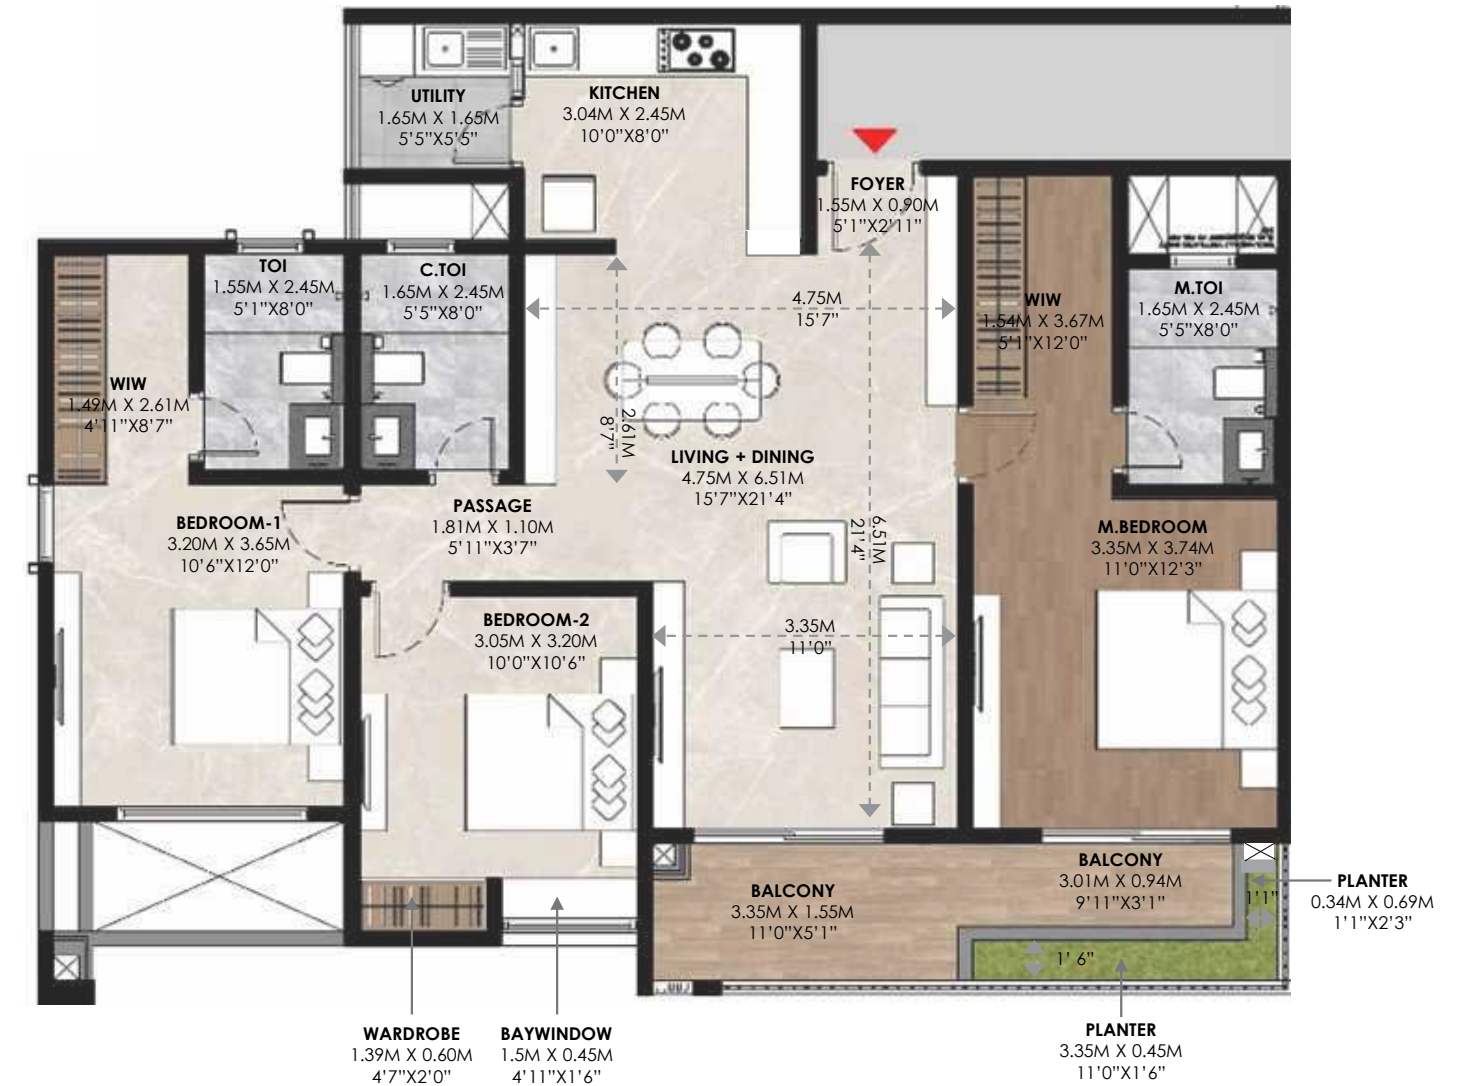 UTILITY
1.65M X 1.65M
5'5"X5'5"
KITCHEN
3.04M X 2.45M
10'0"X8'0"
FOYER
1.55M X 0.90M
5'1"X2'11"
TOI
1.55M X 2.45M
5'1"X8'0"
C.TOI
1.65M X 2.45M
5'5"X8'0"
4.75M
15'7"
WIW
1.54M X 3.67M
5'1"X12'0"
M.TOI
1.65M X 2.45M
5'5"X8'0"
WIW
1.49M X 2.61M
4'11"X8'7"
2.61M
8'7"
LIVING + DINING
4.75M X 6.51M
15'7"X21'4"
PASSAGE
1.81M X 1.10M
5'11"X3'7"
BEDROOM-1
3.20M X 3.65M
10'6"X12'0"
6.51M
21'4"
M.BEDROOM
3.35M X 3.74M
11'0"X12'3"
BEDROOM-2
3.05M X 3.20M
10'0"X10'6"
3.35M
11'0"
BALCONY
3.35M X 1.55M
11'0"X5'1"
BALCONY
3.01M X 0.94M
9'11"X3'1"
1'1"
PLANTER
0.34M X 0.69M
1'1"X2'3"
1' 6"
WARDROBE
1.39M X 0.60M
4'7"X2'0"
BAYWINDOW
1.5M X 0.45M
4'11"X1'6"
PLANTER
3.35M X 0.45M
11'0"X1'6"